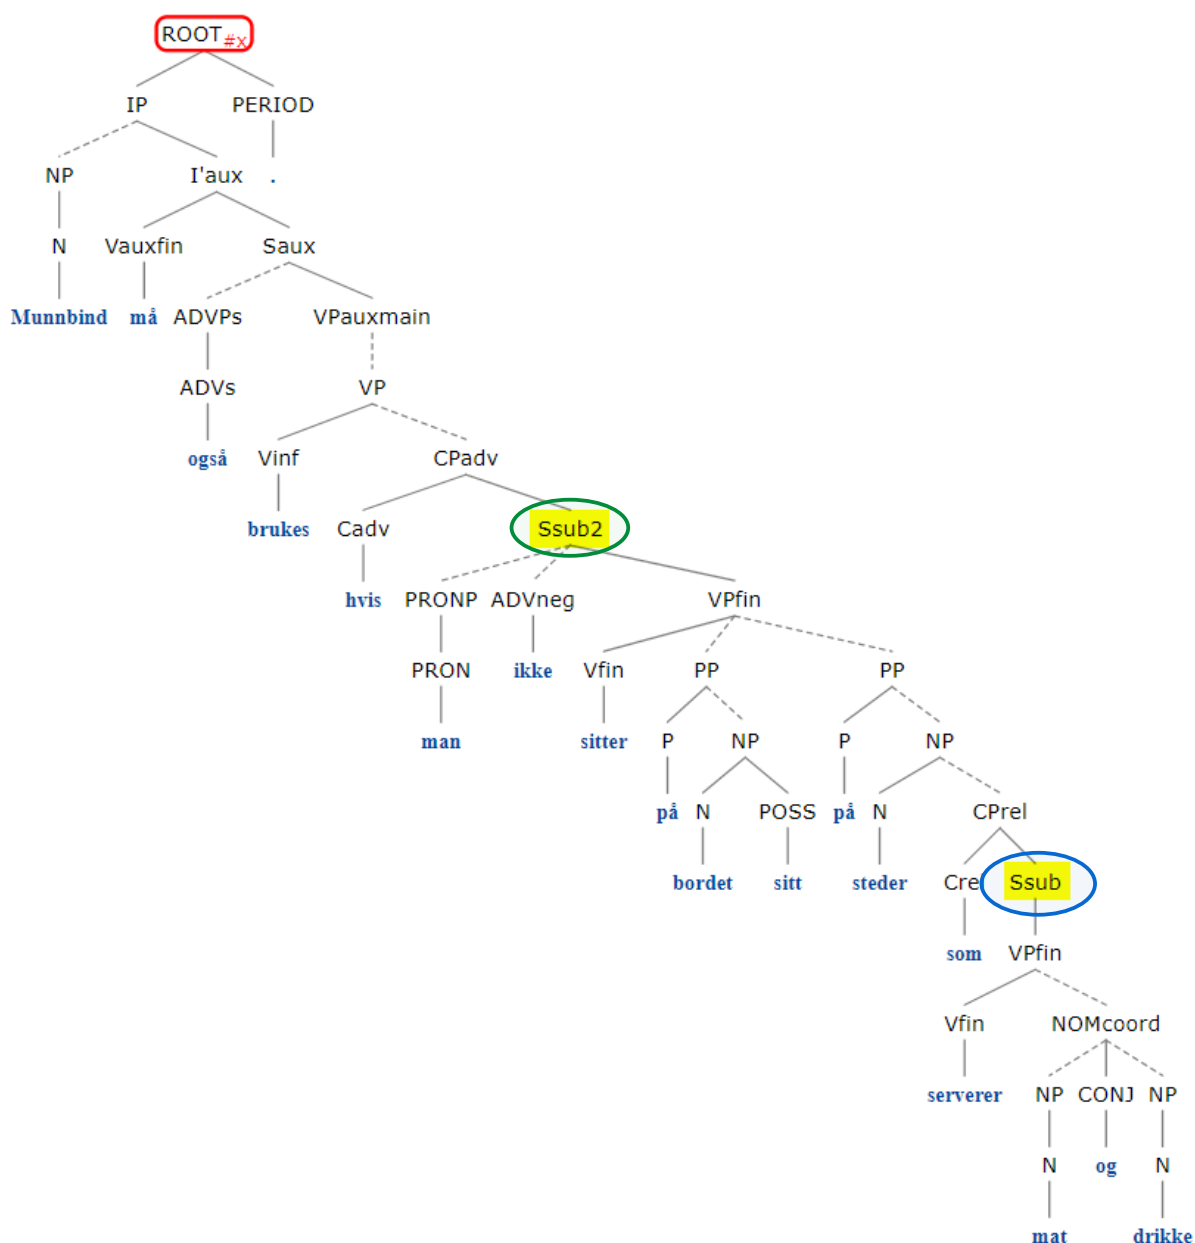 ROOT #x
IP PERIOD
NP I'aux .
N Vauxfin Saux
Munnbind må ADVPs VPauxmain
ADVs VP
også Vinf CPadv
brukes Cadv Ssub2
hvis PRONP ADVneg VPfin
PRON ikke Vfin PP PP
man sitter P NP P NP
på N POSS på N CPrel
bordet sitt steder Cre Ssub
som VPfin
Vfin NOMcoord
serverer NP CONJ NP
N og N
mat drikke